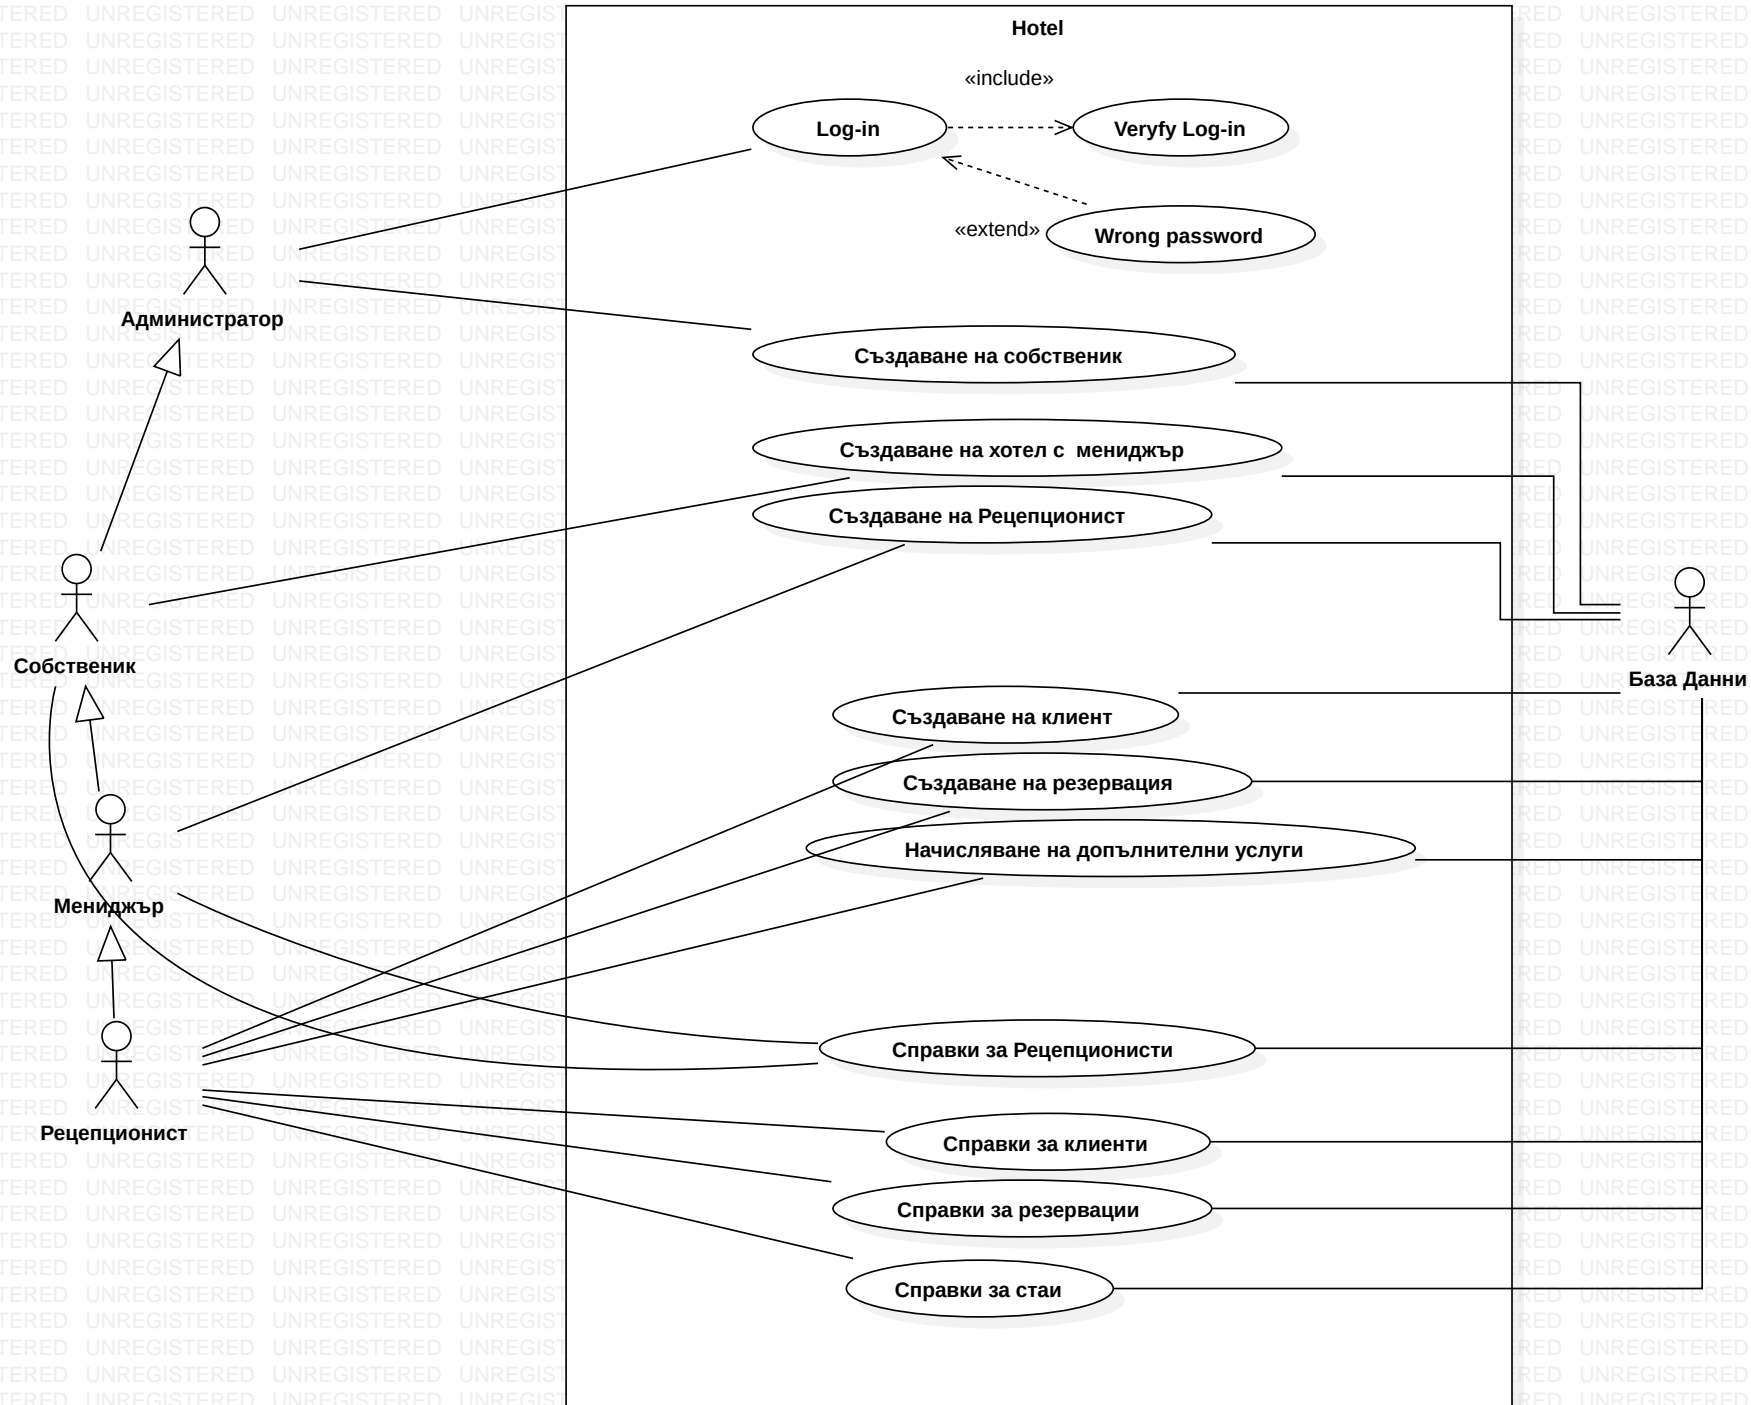 Hotel
«include»
Log-in
Veryfy Log-in
«extend»
Wrong password
Администратор
Създаване на собственик
Създаване на хотел с  мениджър
Създаване на Рецепционист
Собственик
База Данни
Създаване на клиент
Създаване на резервация
Начисляване на допълнителни услуги
Мениджър
Справки за Рецепционисти
Рецепционист
Справки за клиенти
Справки за резервации
Справки за стаи
UNREGISTERED